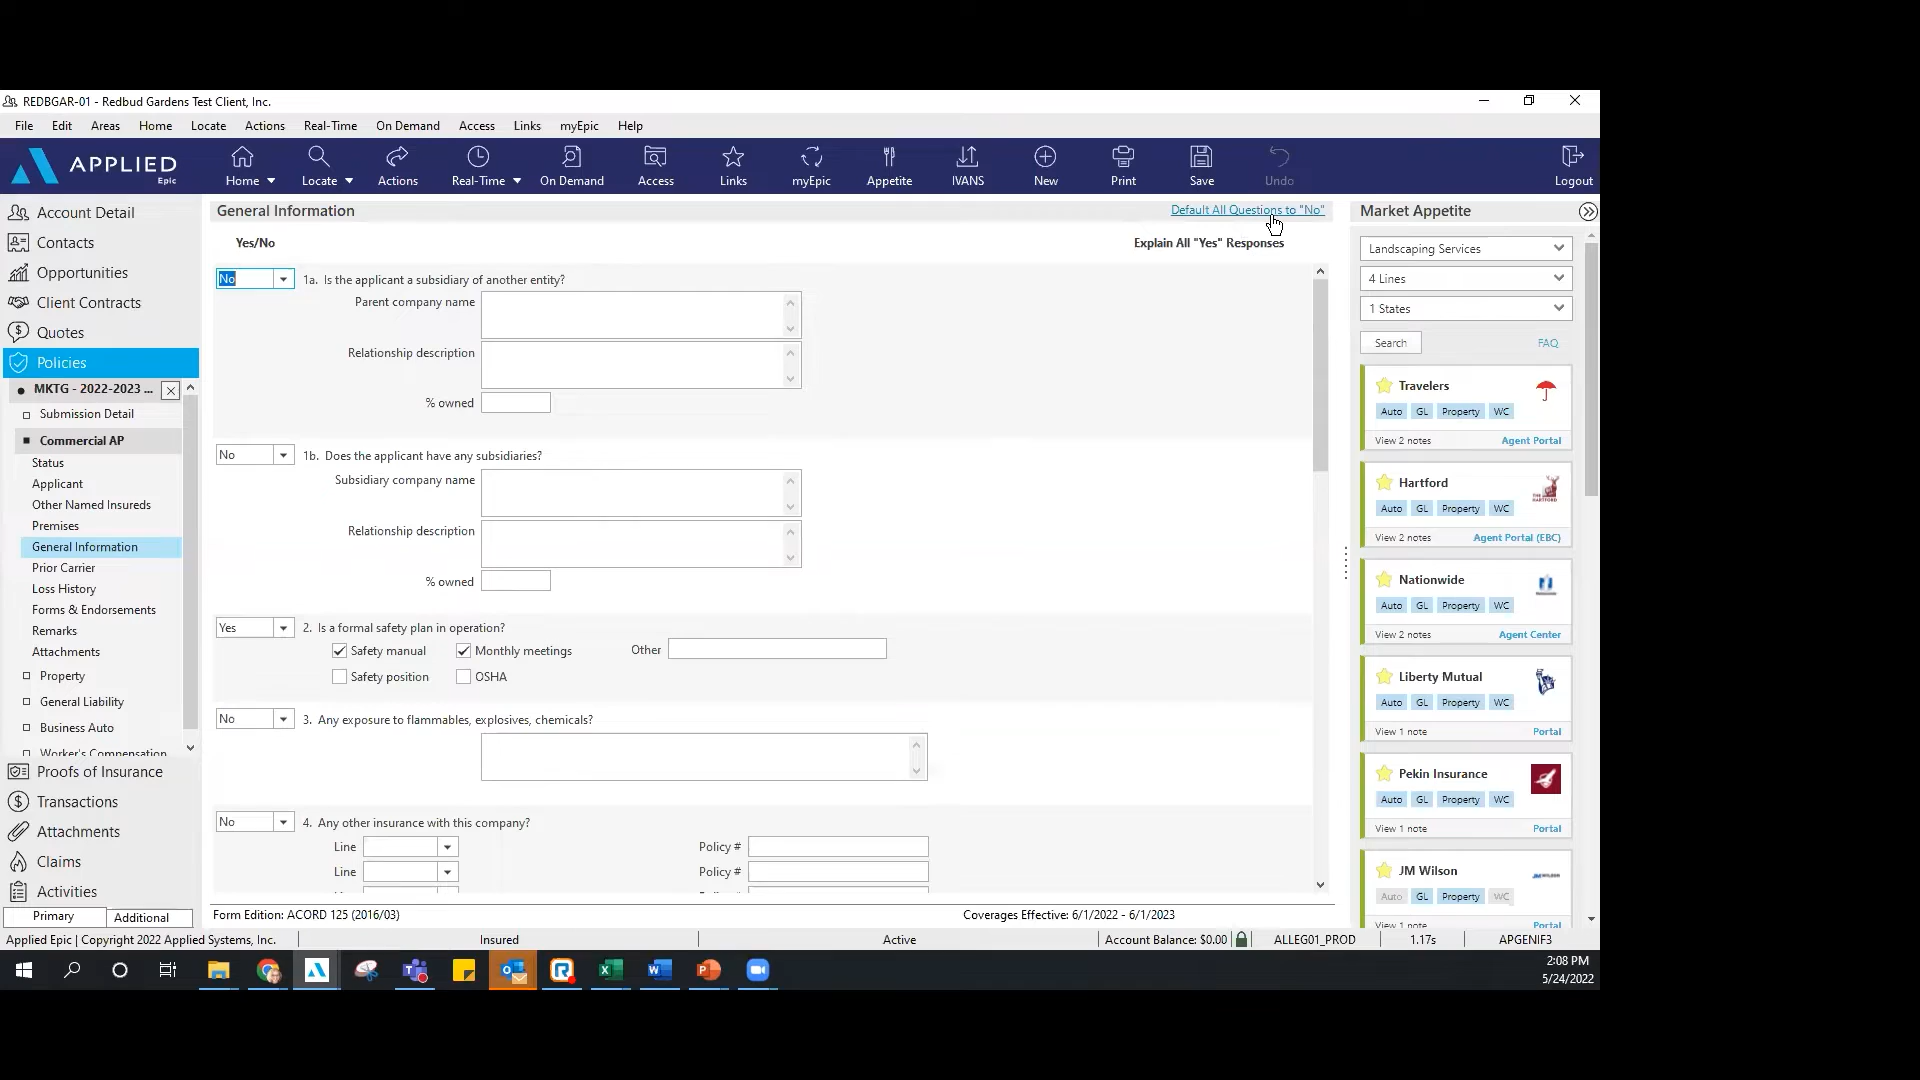 REDBGAR-01 - Redbud Gardens Test Client, Inc.
File Edit Areas Home Locate Actions Real-Time On Demand Access Links myEpic Help
APPLIED
Epic
Home Locate Actions Real-Time On Demand Access Links myEpic Appetite IVANS New Print Save Undo Logout
Account Detail
Contacts
Opportunities
Client Contracts
Quotes
Policies
MKTG - 2022-2023 ...
Submission Detail
Commercial AP
Status
Applicant
Other Named Insureds
Premises
General Information
Prior Carrier
Loss History
Forms & Endorsements
Remarks
Attachments
Property
General Liability
Business Auto
Worker's Compensation
Proofs of Insurance
Transactions
Attachments
Claims
Activities
Primary Additional
General Information Default All Questions to "No"
Yes/No Explain All "Yes" Responses
No 1a. Is the applicant a subsidiary of another entity?
Parent company name
Relationship description
% owned
No 1b. Does the applicant have any subsidiaries?
Subsidiary company name
Relationship description
% owned
Yes 2. Is a formal safety plan in operation?
Safety manual Monthly meetings Other
Safety position OSHA
No 3. Any exposure to flammables, explosives, chemicals?
No 4. Any other insurance with this company?
Line Policy #
Line Policy #
Form Edition: ACORD 125 (2016/03) Coverages Effective: 6/1/2022 - 6/1/2023
Market Appetite
Landscaping Services
4 Lines
1 States
Search FAQ
Travelers
Auto GL Property WC
View 2 notes Agent Portal
Hartford
THE HARTFORD
Auto GL Property WC
View 2 notes Agent Portal (EBC)
Nationwide
Auto GL Property WC
View 2 notes Agent Center
Liberty Mutual
Auto GL Property WC
View 1 note Portal
Pekin Insurance
Auto GL Property WC
View 1 note Portal
JM Wilson
JM WILSON
Auto GL Property WC
View 1 note Portal
Applied Epic | Copyright 2022 Applied Systems, Inc. Insured Active Account Balance: $0.00 ALLEG01_PROD 1.17s APGENIF3
2:08 PM
5/24/2022